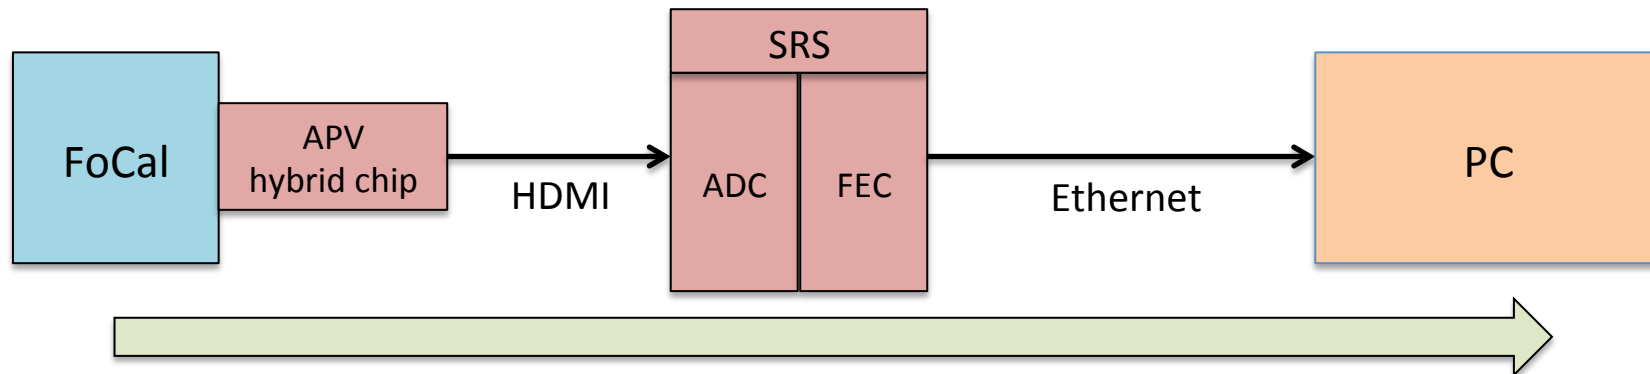 FoCal
APV
hybrid chip
HDMI
SRS
ADC
FEC
Ethernet
PC